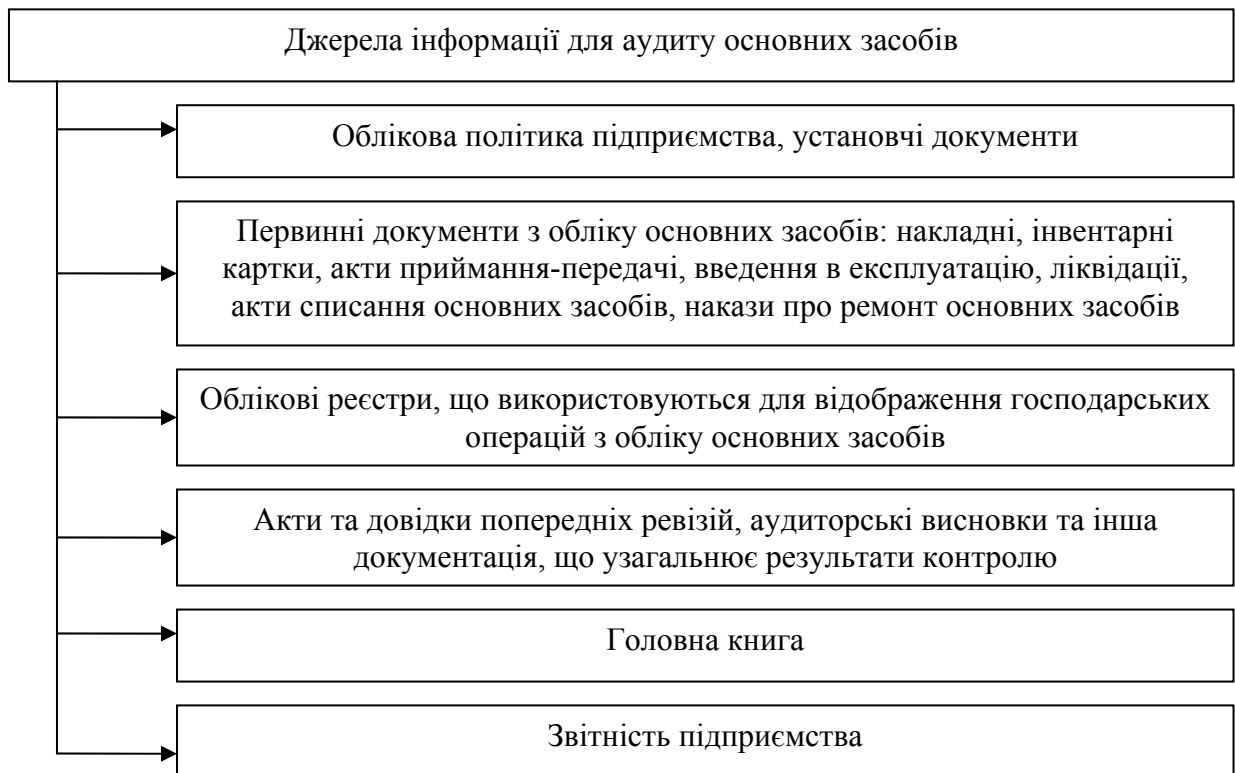 Джерела інформації для аудиту основних засобів
Облікова політика підприємства, установчі документи
Первинні документи з обліку основних засобів: накладні, інвентарні
картки, акти приймання-передачі, введення в експлуатацію, ліквідації,
акти списання основних засобів, накази про ремонт основних засобів
Облікові реєстри, що використовуються для відображення господарських
операцій з обліку основних засобів
Акти та довідки попередніх ревізій, аудиторські висновки та інша
документація, що узагальнює результати контролю
Головна книга
Звітність підприємства